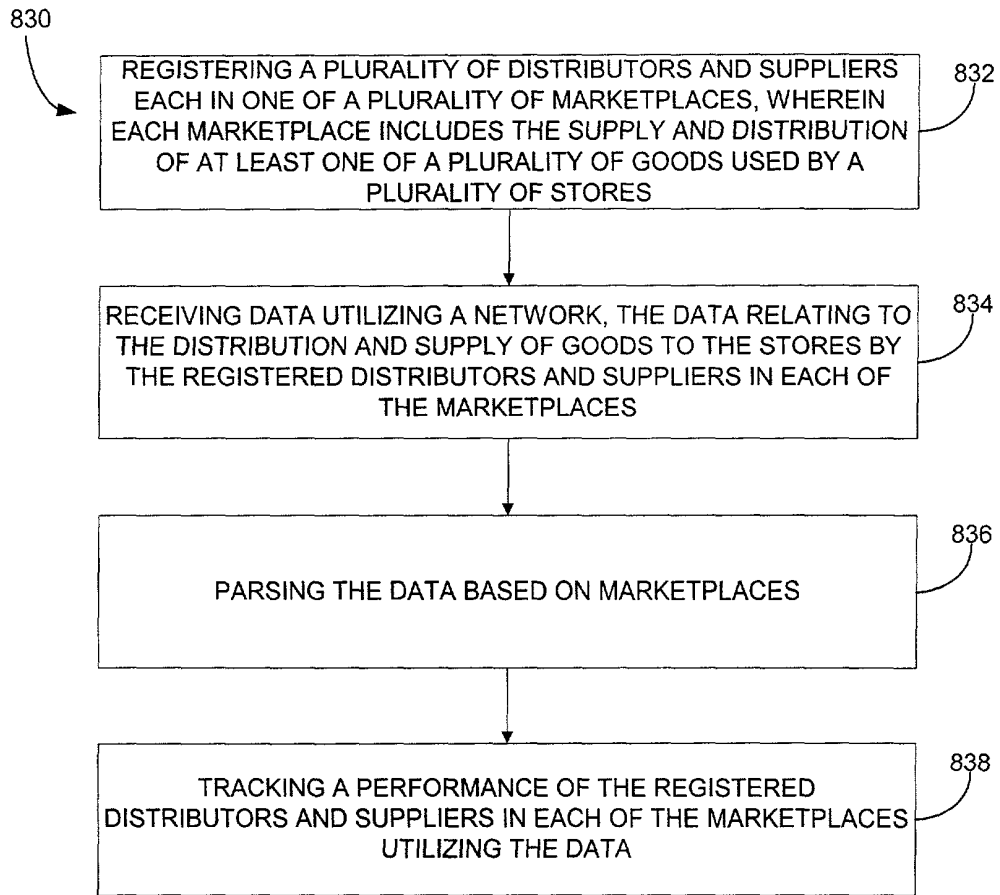 830
REGISTERING A PLURALITY OF DISTRIBUTORS AND SUPPLIERS
EACH IN ONE OF A PLURALITY OF MARKETPLACES, WHEREIN
EACH MARKETPLACE INCLUDES THE SUPPLY AND DISTRIBUTION
OF AT LEAST ONE OF A PLURALITY OF GOODS USED BY A
PLURALITY OF STORES
832
RECEIVING DATA UTILIZING A NETWORK, THE DATA RELATING TO
THE DISTRIBUTION AND SUPPLY OF GOODS TO THE STORES BY
THE REGISTERED DISTRIBUTORS AND SUPPLIERS IN EACH OF
THE MARKETPLACES
834
PARSING THE DATA BASED ON MARKETPLACES
836
TRACKING A PERFORMANCE OF THE REGISTERED
DISTRIBUTORS AND SUPPLIERS IN EACH OF THE MARKETPLACES
UTILIZING THE DATA
838